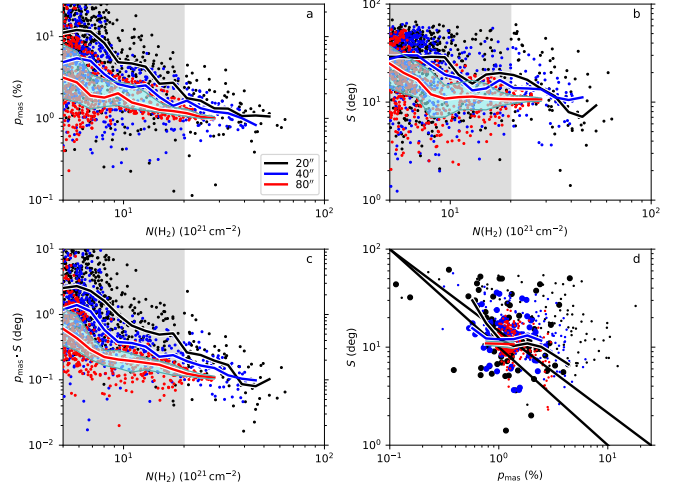 a
10¹
10⁰
10⁻¹
p_mas (%)
20″
40″
80″
10¹
10²
N(H₂) (10²¹ cm⁻²)
b
10²
10¹
10⁰
S (deg)
10¹
10²
N(H₂) (10²¹ cm⁻²)
c
10¹
10⁰
10⁻¹
10⁻²
p_mas · S (deg)
10¹
10²
N(H₂) (10²¹ cm⁻²)
d
10²
10¹
10⁰
S (deg)
10⁻¹
10⁰
10¹
p_mas (%)